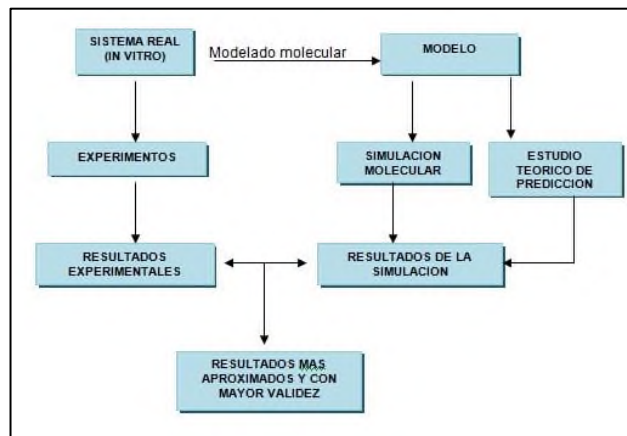 SISTEMA REAL
(IN VITRO)
Modelado molecular
MODELO
EXPERIMENTOS
SIMULACION
MOLECULAR
ESTUDIO
TEORICO DE
PREDICCION
RESULTADOS
EXPERIMENTALES
RESULTADOS DE LA
SIMULACION
RESULTADOS MAS
APROXIMADOS Y CON
MAYOR VALIDEZ